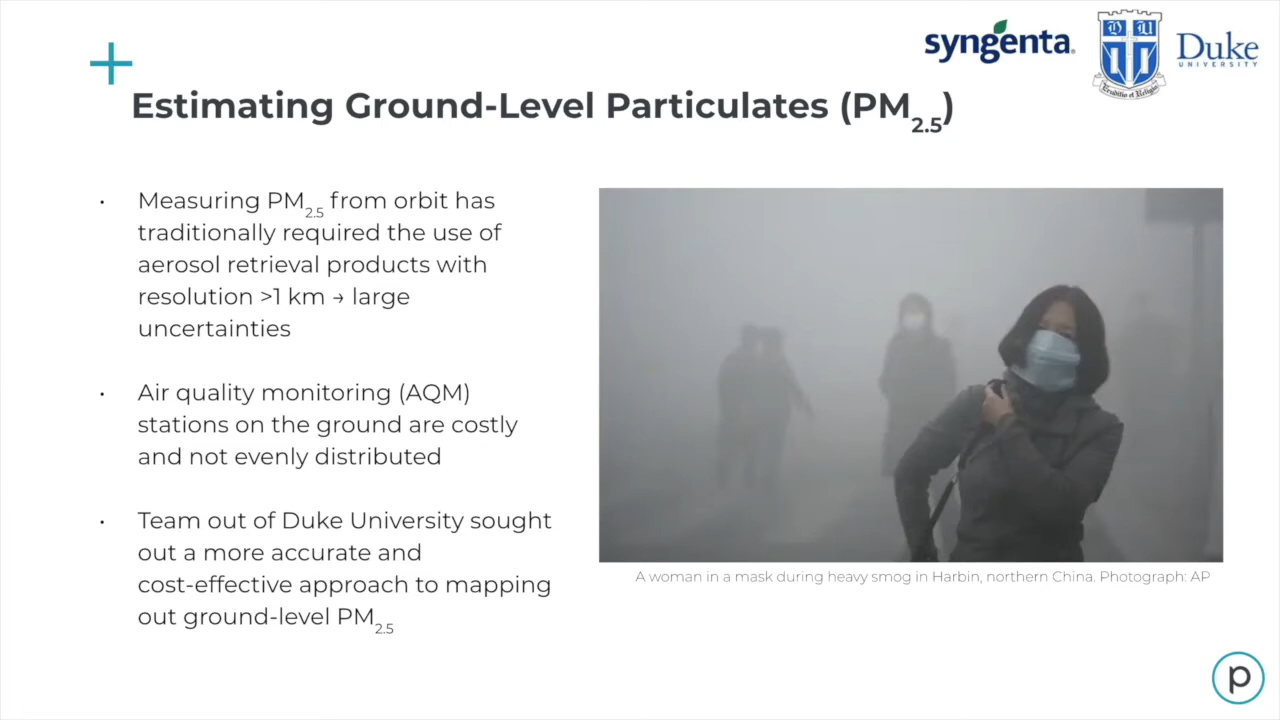 syngenta
Duke
UNIVERSITY
Estimating Ground-Level Particulates (PM2.5)
· Measuring PM2.5 from orbit has
traditionally required the use of
aerosol retrieval products with
resolution >1 km → large
uncertainties
· Air quality monitoring (AQM)
stations on the ground are costly
and not evenly distributed
· Team out of Duke University sought
out a more accurate and
cost-effective approach to mapping
out ground-level PM2.5
A woman in a mask during heavy smog in Harbin, northern China. Photograph: AP
p